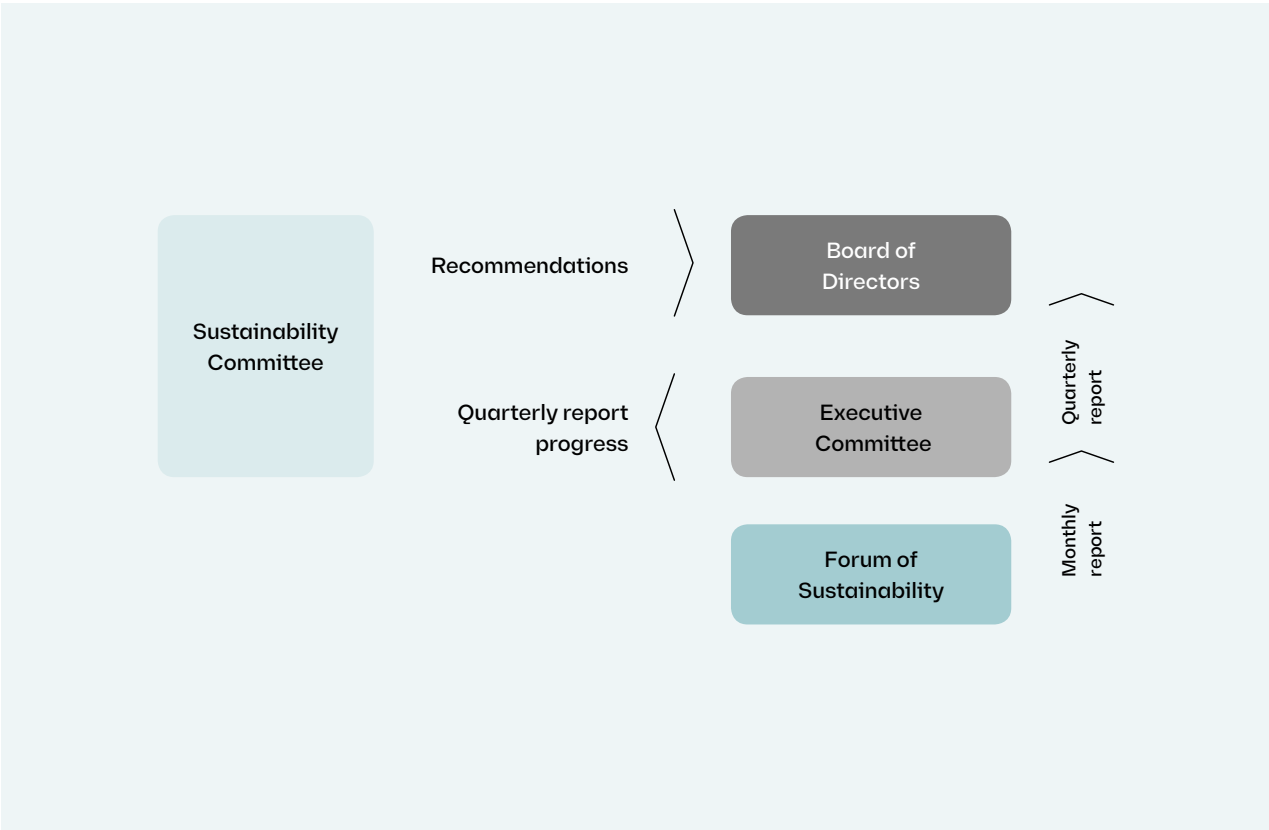 Sustainability
Committee
Recommendations
Quarterly report
progress
Board of
Directors
Executive
Committee
Forum of
Sustainability
Quarterly
report
Monthly
report